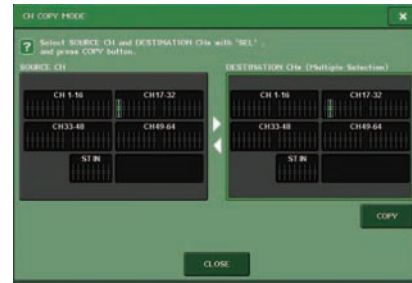 CH COPY MODE
Select SOURCE CH and DESTINATION CHs with "SEL" ,
and press COPY button.
SOURCE CH
DESTINATION CHs (Multiple Selection)
CH 1-16 CH17-32
CH33-48 CH49-64
ST IN
CH 1-16 CH17-32
CH33-48 CH49-64
ST IN
COPY
CLOSE